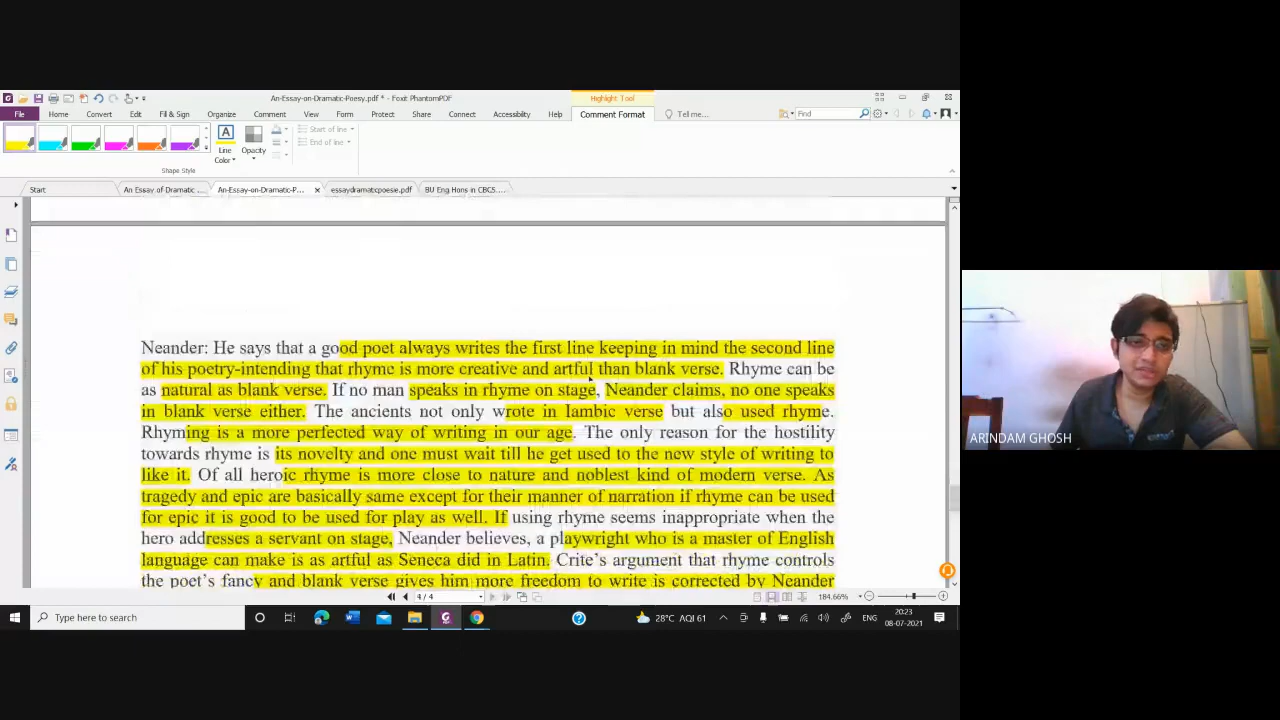 An-Essay-on-Dramatic-Poesy.pdf * - Foxit PhantomPDF
Highlight Tool
File Home Convert Edit Fill & Sign Organize Comment View Form Protect Share Connect Accessibility Help Comment Format Tell me... Find
Line Color
Opacity
Start of line
End of line
Shape Style
Start
An Essay of Dramatic ...
An-Essay-on-Dramatic-P...
essaydramaticpoesie.pdf
BU Eng Hons in CBCS....
Neander: He says that a good poet always writes the first line keeping in mind the second line
of his poetry-intending that rhyme is more creative and artful than blank verse. Rhyme can be
as natural as blank verse. If no man speaks in rhyme on stage, Neander claims, no one speaks
in blank verse either. The ancients not only wrote in Iambic verse but also used rhyme.
Rhyming is a more perfected way of writing in our age. The only reason for the hostility
towards rhyme is its novelty and one must wait till he get used to the new style of writing to
like it. Of all heroic rhyme is more close to nature and noblest kind of modern verse. As
tragedy and epic are basically same except for their manner of narration if rhyme can be used
for epic it is good to be used for play as well. If using rhyme seems inappropriate when the
hero addresses a servant on stage, Neander believes, a playwright who is a master of English
language can make is as artful as Seneca did in Latin. Crite's argument that rhyme controls
the poet's fancy and blank verse gives him more freedom to write is corrected by Neander
ARINDAM GHOSH
4 / 4
184.66%
Type here to search
28°C AQI 61
ENG
20:23
08-07-2021